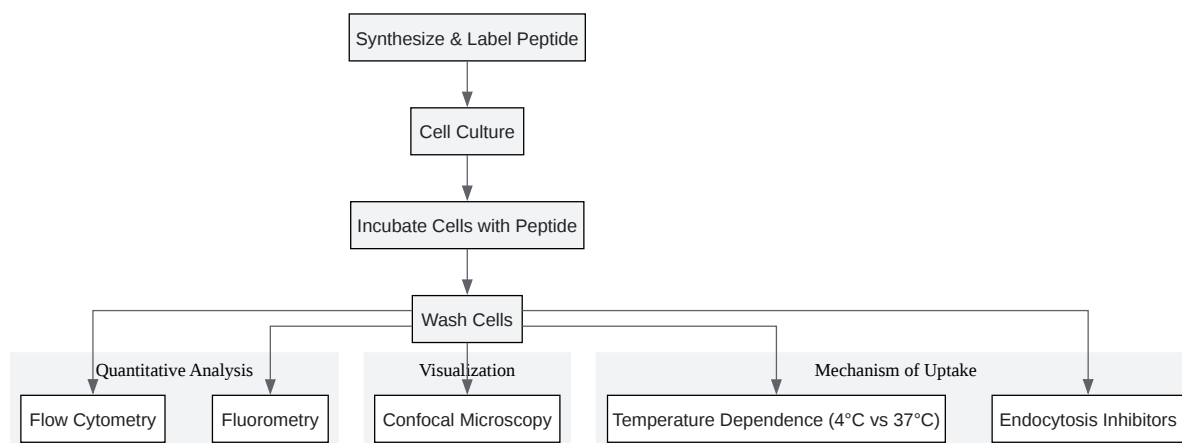 Synthesize & Label Peptide
Cell Culture
Incubate Cells with Peptide
Wash Cells
Quantitative Analysis
Visualization
Mechanism of Uptake
Flow Cytometry
Fluorometry
Confocal Microscopy
Temperature Dependence (4°C vs 37°C)
Endocytosis Inhibitors